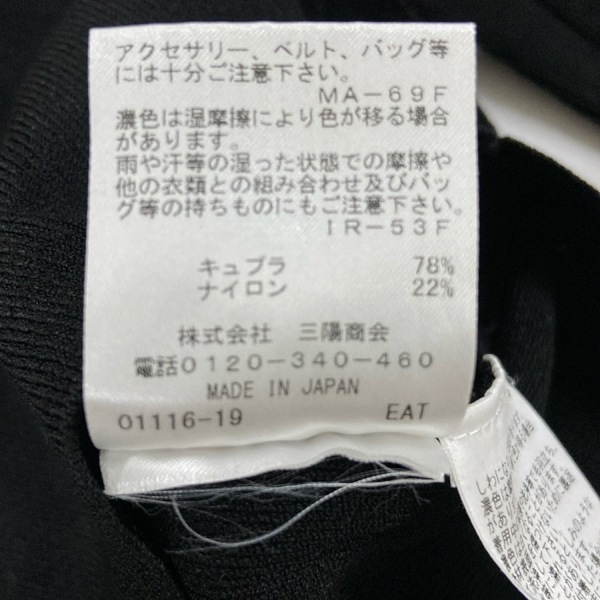 アクセサリー、ベルト、バッグ等
には十分ご注意下さい。
MA-69F
濃色は湿摩擦により色が移る場合
があります。
雨や汗等の湿った状態での摩擦や
他の衣類との組み合わせ及びバッ
グ等の持ちものにもご注意下さい。
IR-53F
キュプラ 78%
ナイロン 22%
株式会社 三陽商会
電話0120-340-460
MADE IN JAPAN
01116-19 EAT